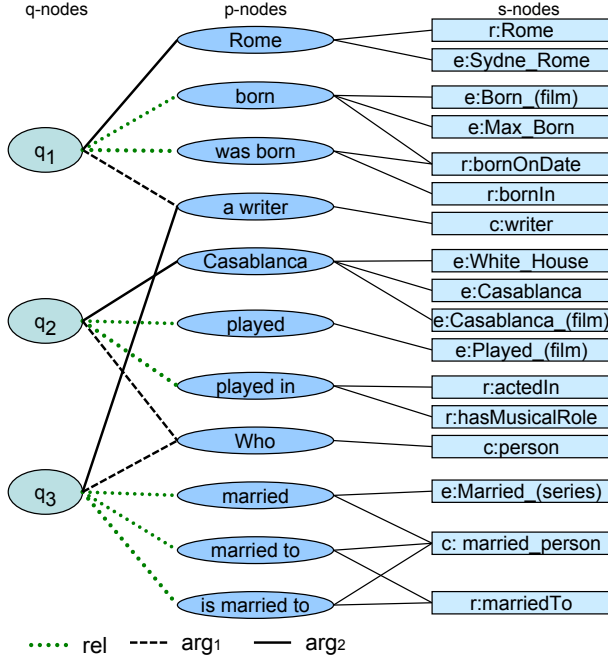 q-nodes p-nodes s-nodes
Rome r:Rome
e:Sydne_Rome
born e:Born_(film)
e:Max_Born
q1 was born r:bornOnDate
r:bornIn
a writer c:writer
Casablanca e:White_House
e:Casablanca
q2 played e:Casablanca_(film)
e:Played_(film)
played in r:actedIn
r:hasMusicalRole
Who c:person
q3 married e:Married_(series)
married to c: married_person
is married to r:marriedTo
rel arg1 arg2